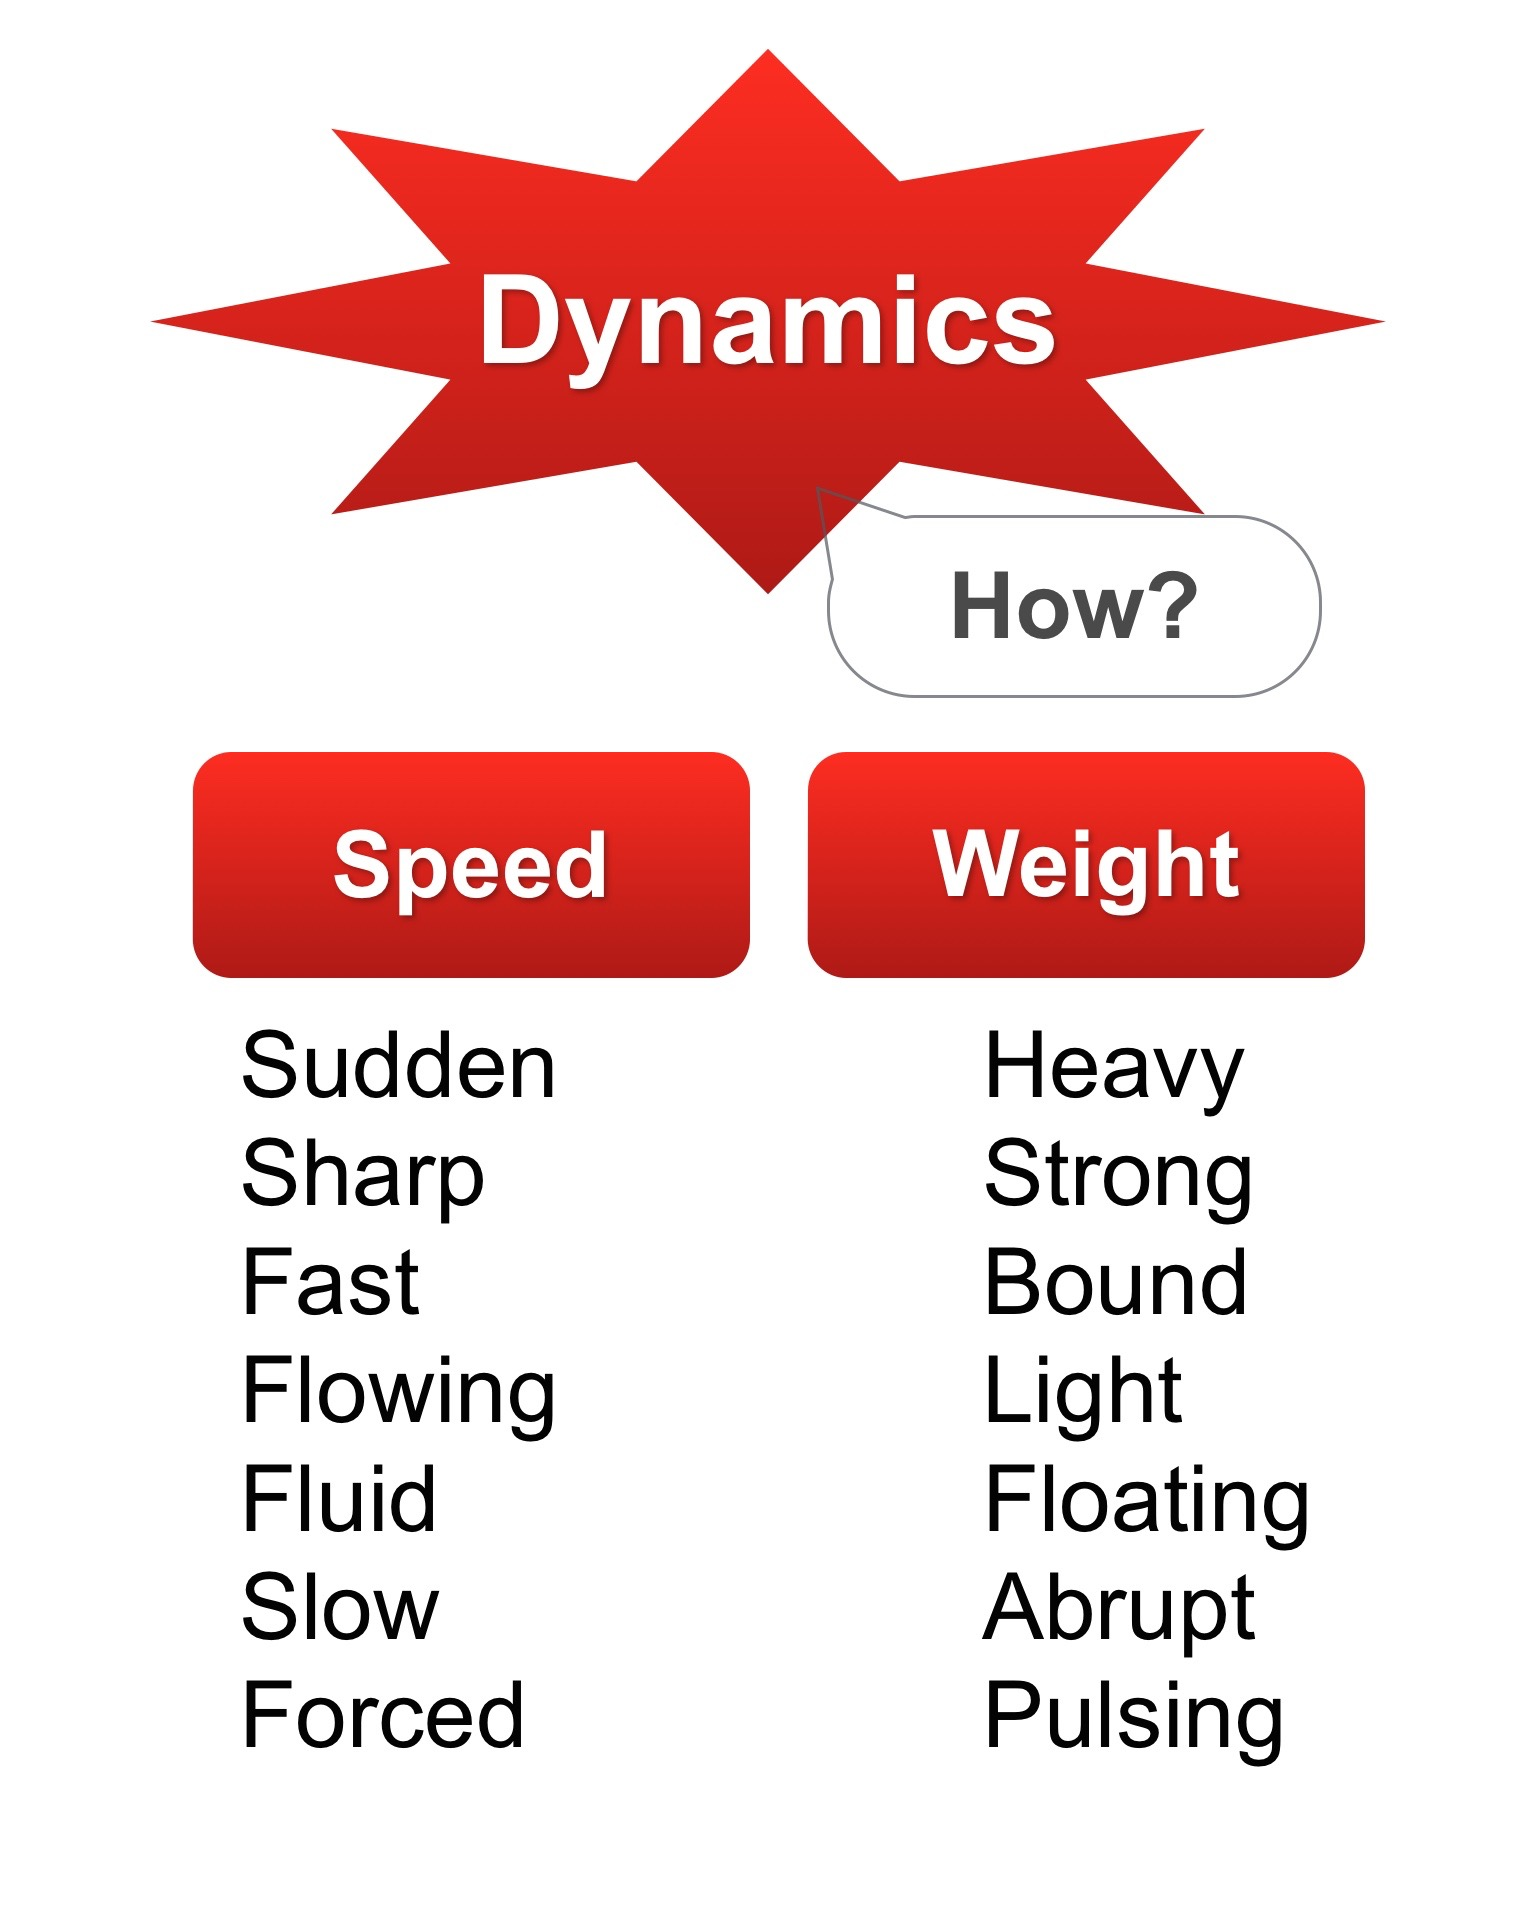 Dynamics
How?
Speed
Sudden
Sharp
Fast
Flowing
Fluid
Slow
Forced
Weight
Heavy
Strong
Bound
Light
Floating
Abrupt
Pulsing